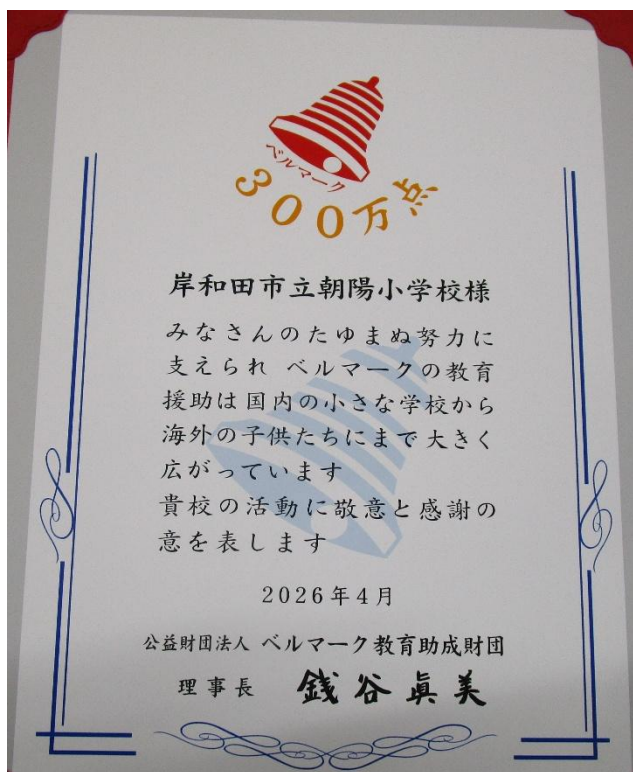 ベルマーク
300万点
岸和田市立朝陽小学校様
みなさんのたゆまぬ努力に
支えられ ベルマークの教育
援助は国内の小さな学校から
海外の子供たちにまで大きく
広がっています
貴校の活動に敬意と感謝の
意を表します
2026年4月
公益財団法人 ベルマーク教育助成財団
理事長 銭谷眞美